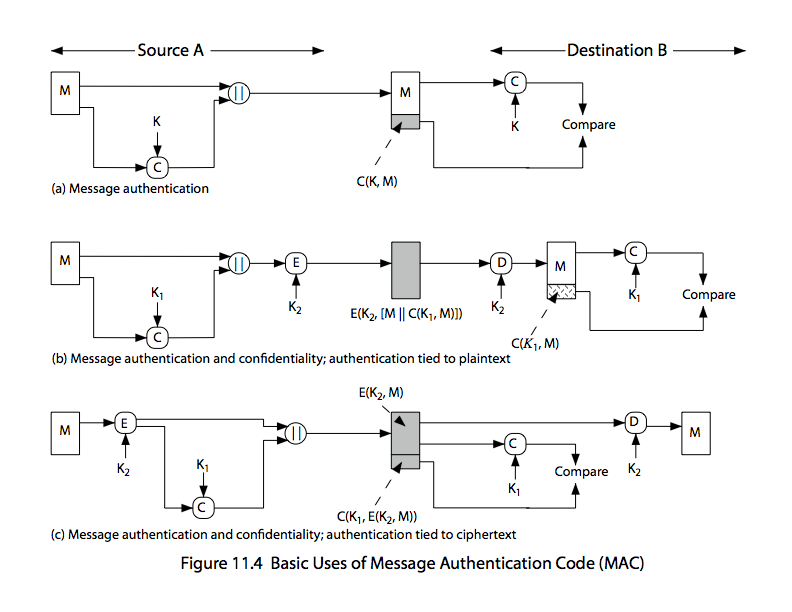 Source A
Destination B
M
||
M
C
K
C
K
Compare
C(K, M)
(a) Message authentication
M
||
E
D
M
C
K₁
C
K₂
E(K₂, [M || C(K₁, M)])
K₂
K₁
Compare
C(K₁, M)
(b) Message authentication and confidentiality; authentication tied to plaintext
E(K₂, M)
M
E
||
D
M
K₂
K₁
C
C
K₁
Compare
K₂
C(K₁, E(K₂, M))
(c) Message authentication and confidentiality; authentication tied to ciphertext
Figure 11.4 Basic Uses of Message Authentication Code (MAC)